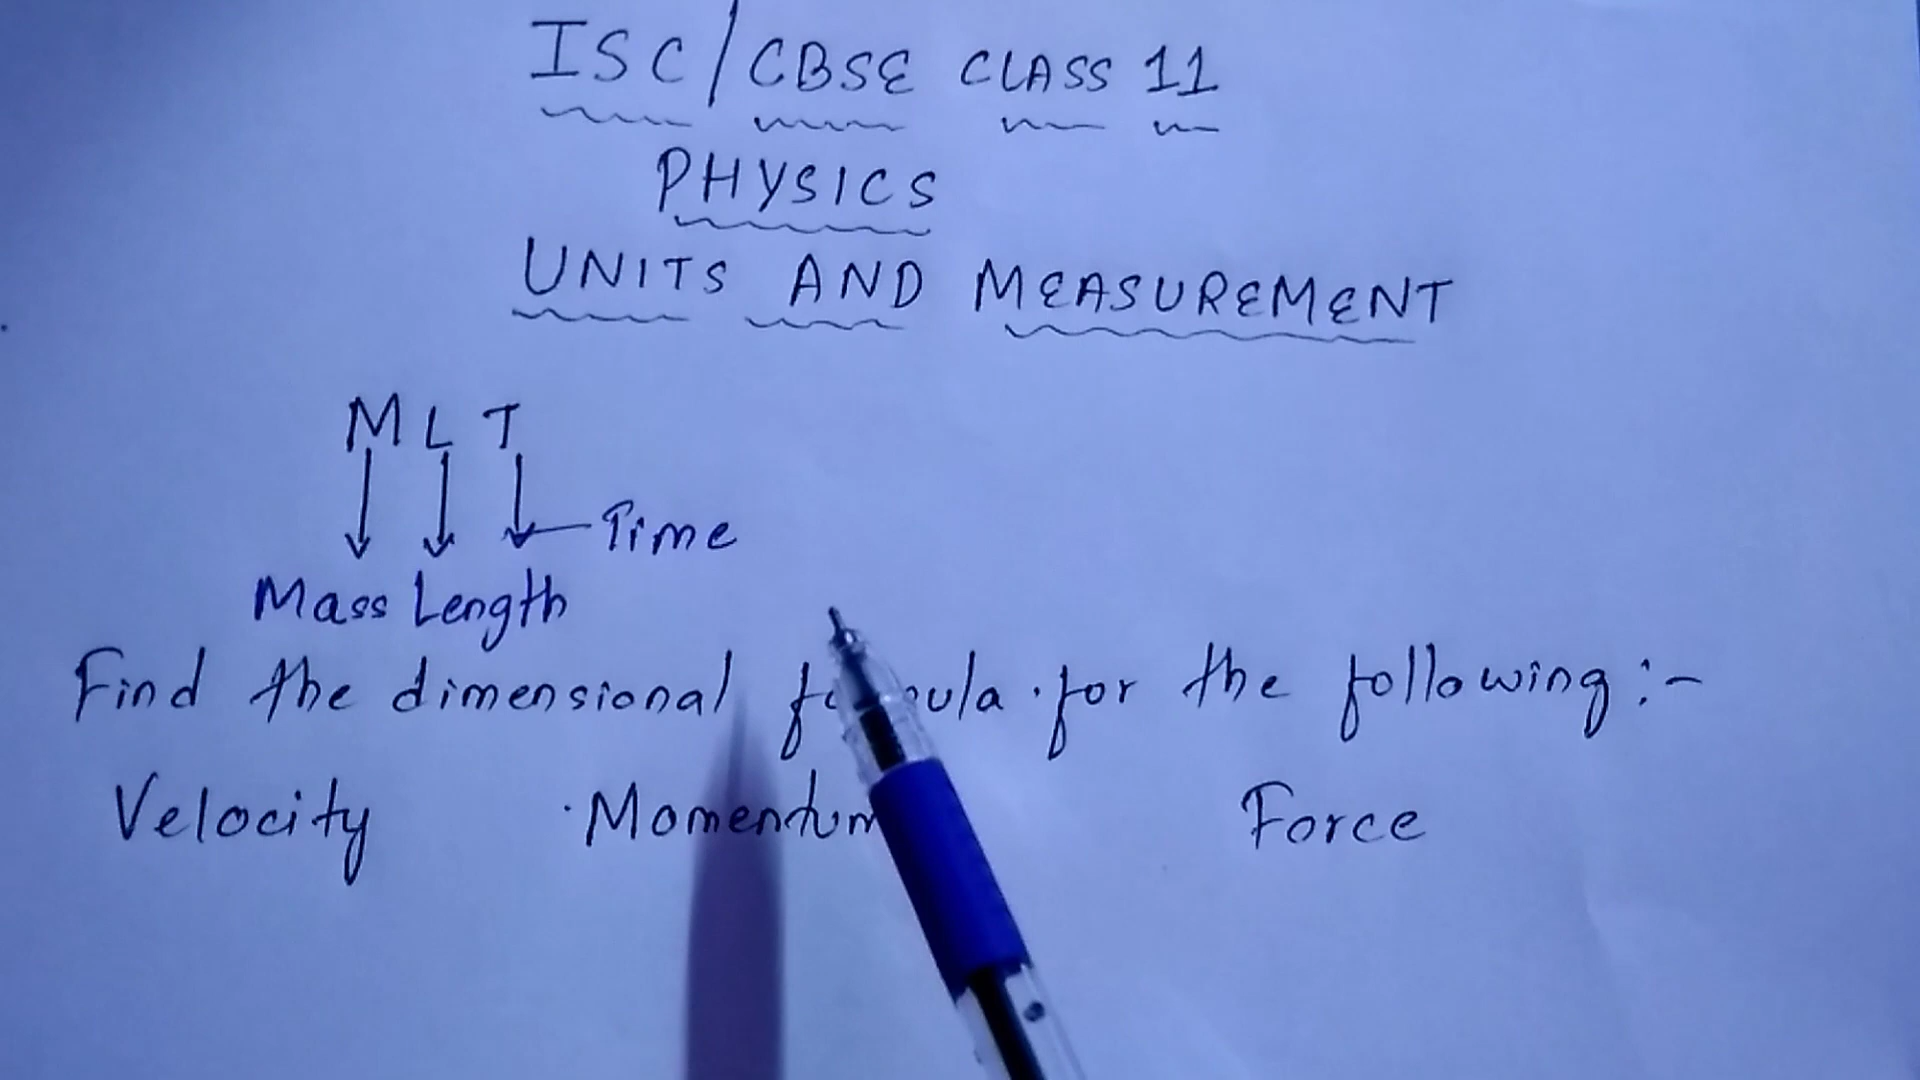 ISC/CBSE CLASS 11
PHYSICS
UNITS AND MEASUREMENT
M L T
Time
Mass Length
Find the dimensional for the following:-
Velocity Momentum Force